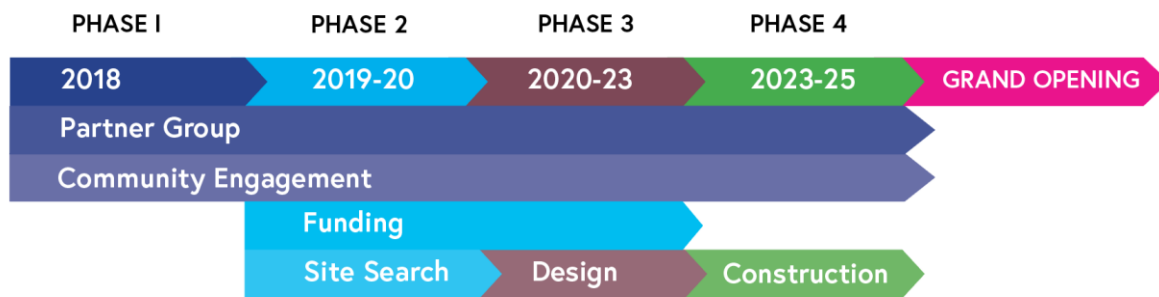 PHASE I PHASE 2 PHASE 3 PHASE 4
2018 2019-20 2020-23 2023-25 GRAND OPENING
Partner Group
Community Engagement
Funding
Site Search Design Construction